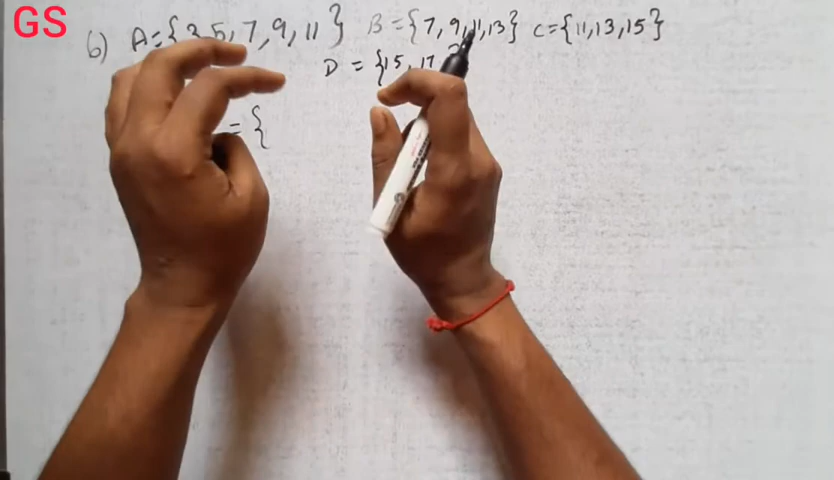 GS
6) A={3,5,7,9,11} B={7,9,11,13} C={11,13,15}
D = {15, 17
= {